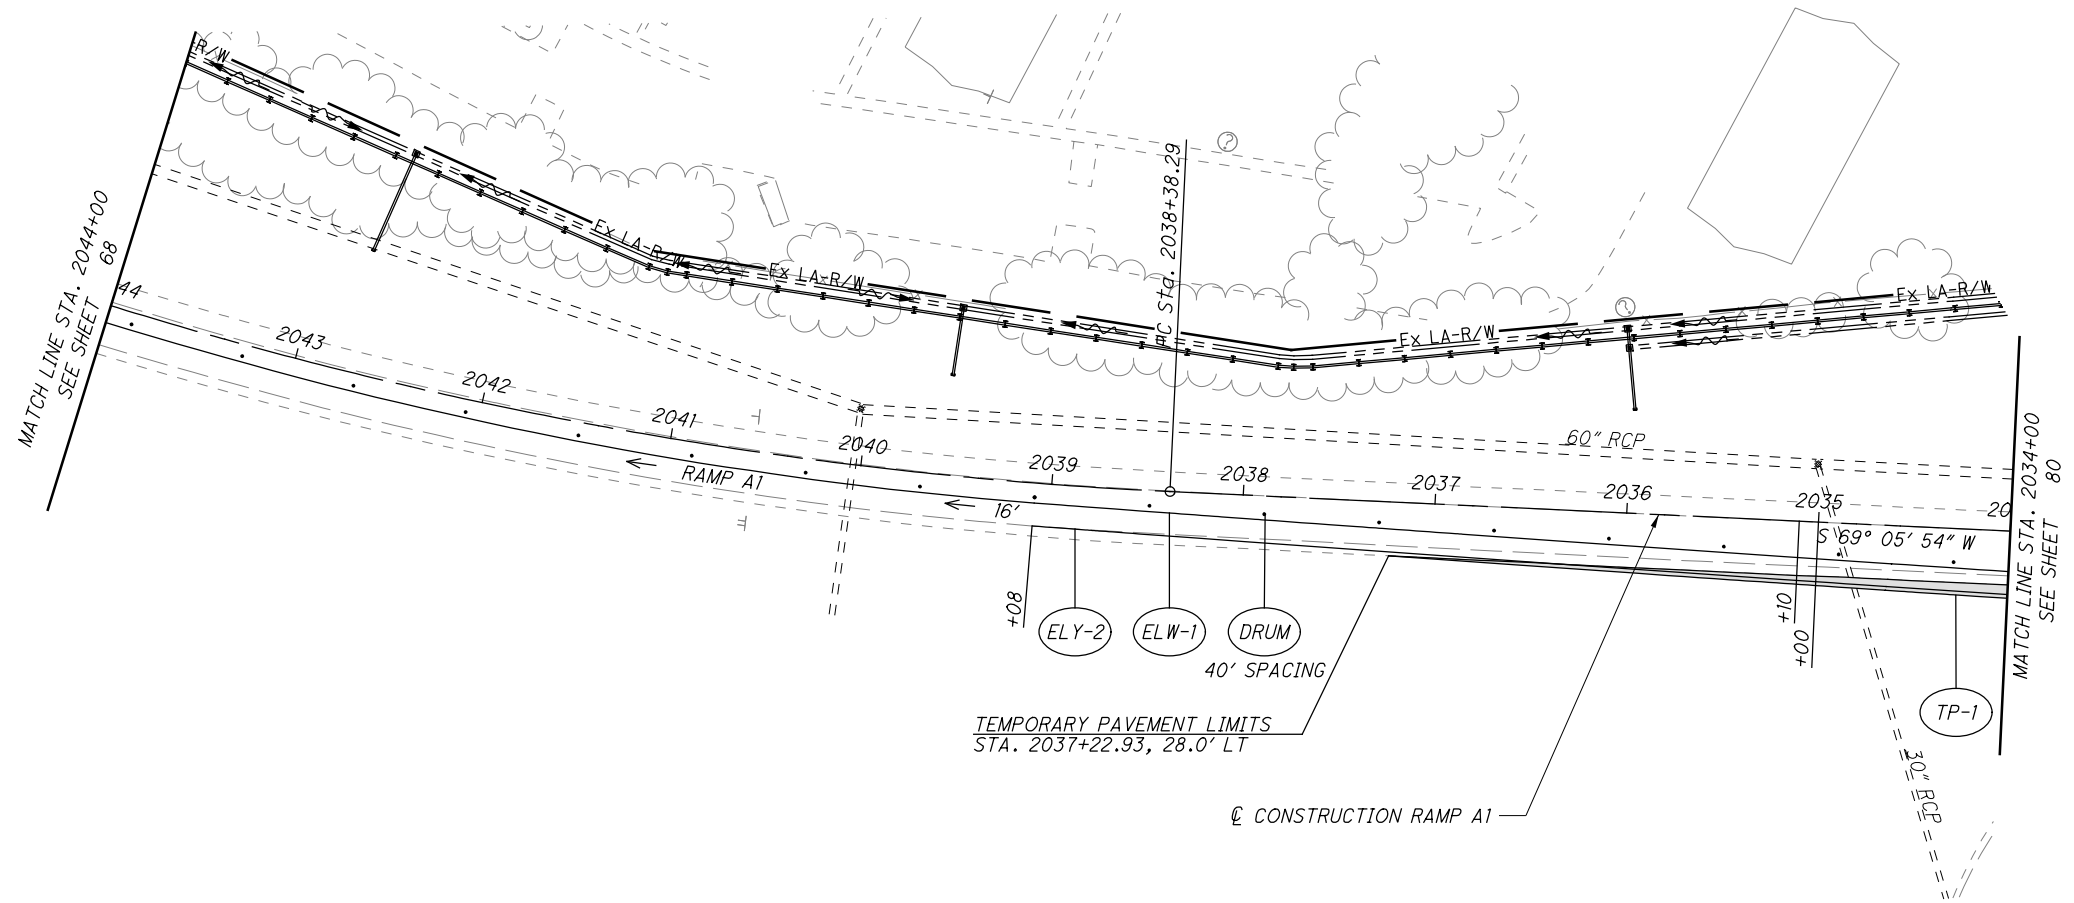 R/W
Ex LA-R/W
Ex LA-R/W
Ex LA-R/W
Ex LA-R/W
MATCH LINE STA. 2044+00
SEE SHEET 68
44
2043
2042
2041
2040
2039
2038
2037
2036
2035
20
Sta. 2038+38.29
?
?
60" RCP
RAMP A1
16'
S 69° 05' 54" W
MATCH LINE STA. 2034+00
SEE SHEET 80
+08
ELY-2
ELW-1
DRUM
40' SPACING
+10
+00
TP-1
TEMPORARY PAVEMENT LIMITS
STA. 2037+22.93, 28.0' LT
℄ CONSTRUCTION RAMP A1
30" RCP